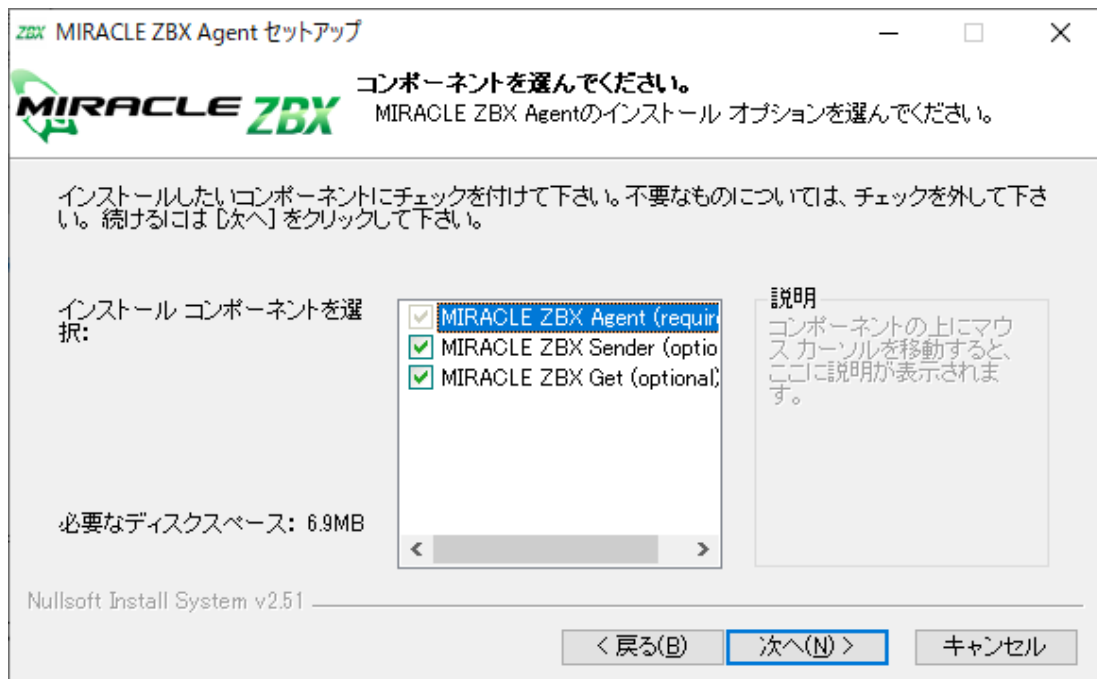 ZBX MIRACLE ZBX Agent セットアップ
MIRACLE ZBX
コンポーネントを選んでください。
MIRACLE ZBX Agentのインストール オプションを選んでください。
インストールしたいコンポーネントにチェックを付けて下さい。不要なものについては、チェックを外して下さ
い。続けるには [次へ] をクリックして下さい。
インストール コンポーネントを選
択:
MIRACLE ZBX Agent (requir
MIRACLE ZBX Sender (optio
MIRACLE ZBX Get (optional)
説明
コンポーネントの上にマウ
ス カーソルを移動すると、
ここに説明が表示されま
す。
必要なディスクスペース: 6.9MB
Nullsoft Install System v2.51
< 戻る(B)
次へ(N) >
キャンセル